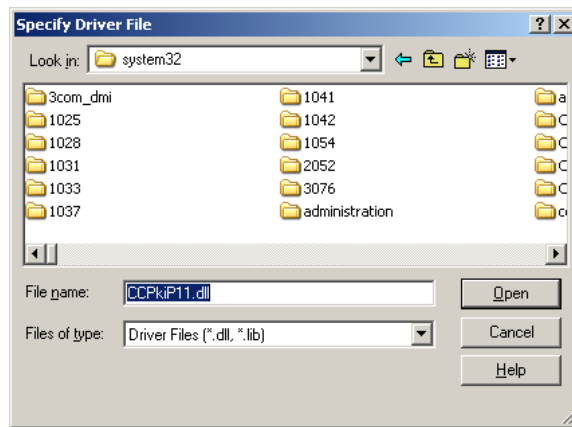 Specify Driver File
Look in: system32
3com_dmi 1041 a
1025 1042 C
1028 1054 C
1031 2052 C
1033 3076 C
1037 administration co
File name: CCPkiP11.dll Open
Files of type: Driver Files (*.dll, *.lib) Cancel
Help